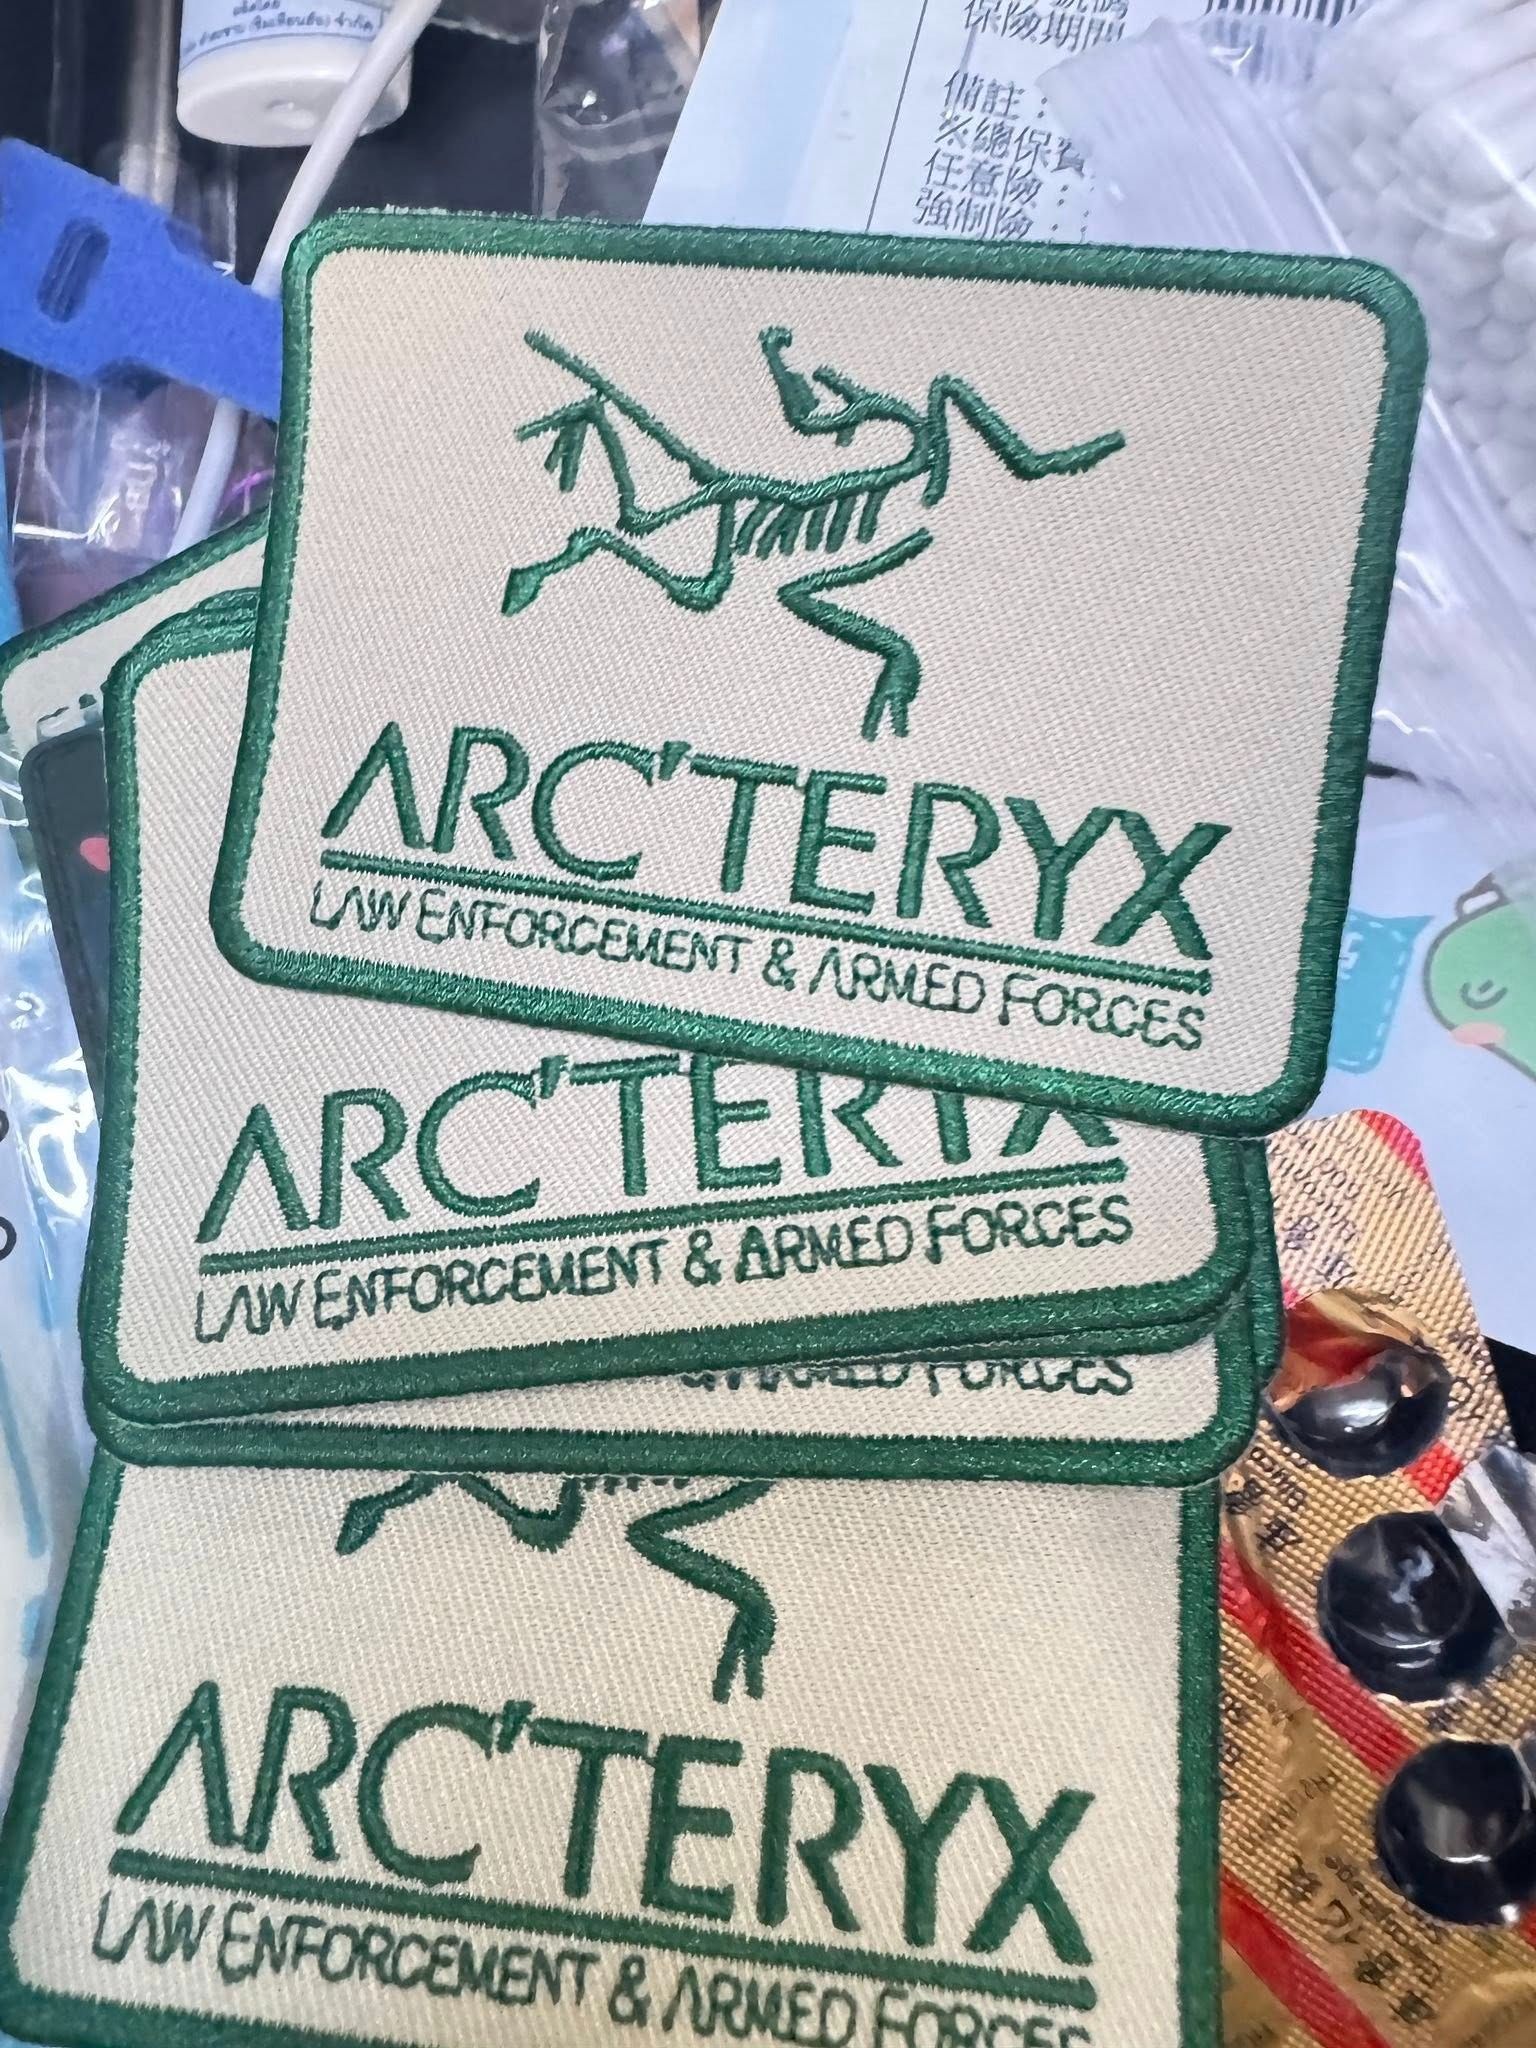 保險期間
備註：
※總保費
任意險：
強制險：
ARC'TERYX
LAW ENFORCEMENT & ARMED FORCES
ARC'TERYX
LAW ENFORCEMENT & ARMED FORCES
& ARMED FORCES
ARC'TERYX
LAW ENFORCEMENT & ARMED FORCES